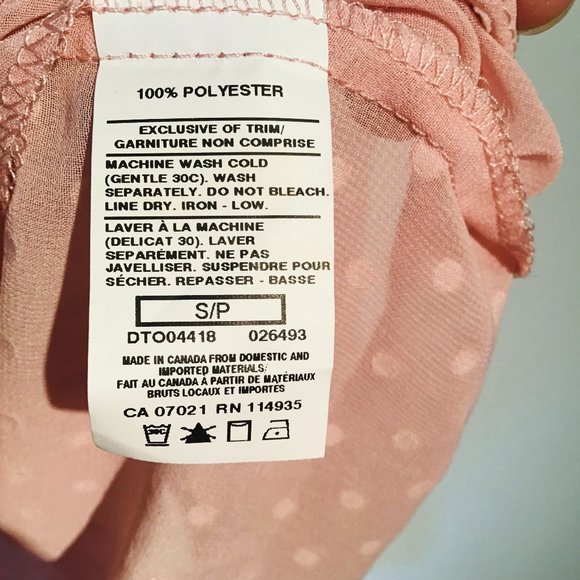 100% POLYESTER
EXCLUSIVE OF TRIM/
GARNITURE NON COMPRISE
MACHINE WASH COLD
(GENTLE 30C). WASH
SEPARATELY. DO NOT BLEACH.
LINE DRY. IRON - LOW.
LAVER À LA MACHINE
(DELICAT 30). LAVER
SEPARÉMENT. NE PAS
JAVELLISER. SUSPENDRE POUR
SÉCHER. REPASSER - BASSE
S/P
DTO04418 026493
MADE IN CANADA FROM DOMESTIC AND
IMPORTED MATERIALS/
FAIT AU CANADA À PARTIR DE MATÉRIAUX
BRUTS LOCAUX ET IMPORTÉS
CA 07021 RN 114935
30C